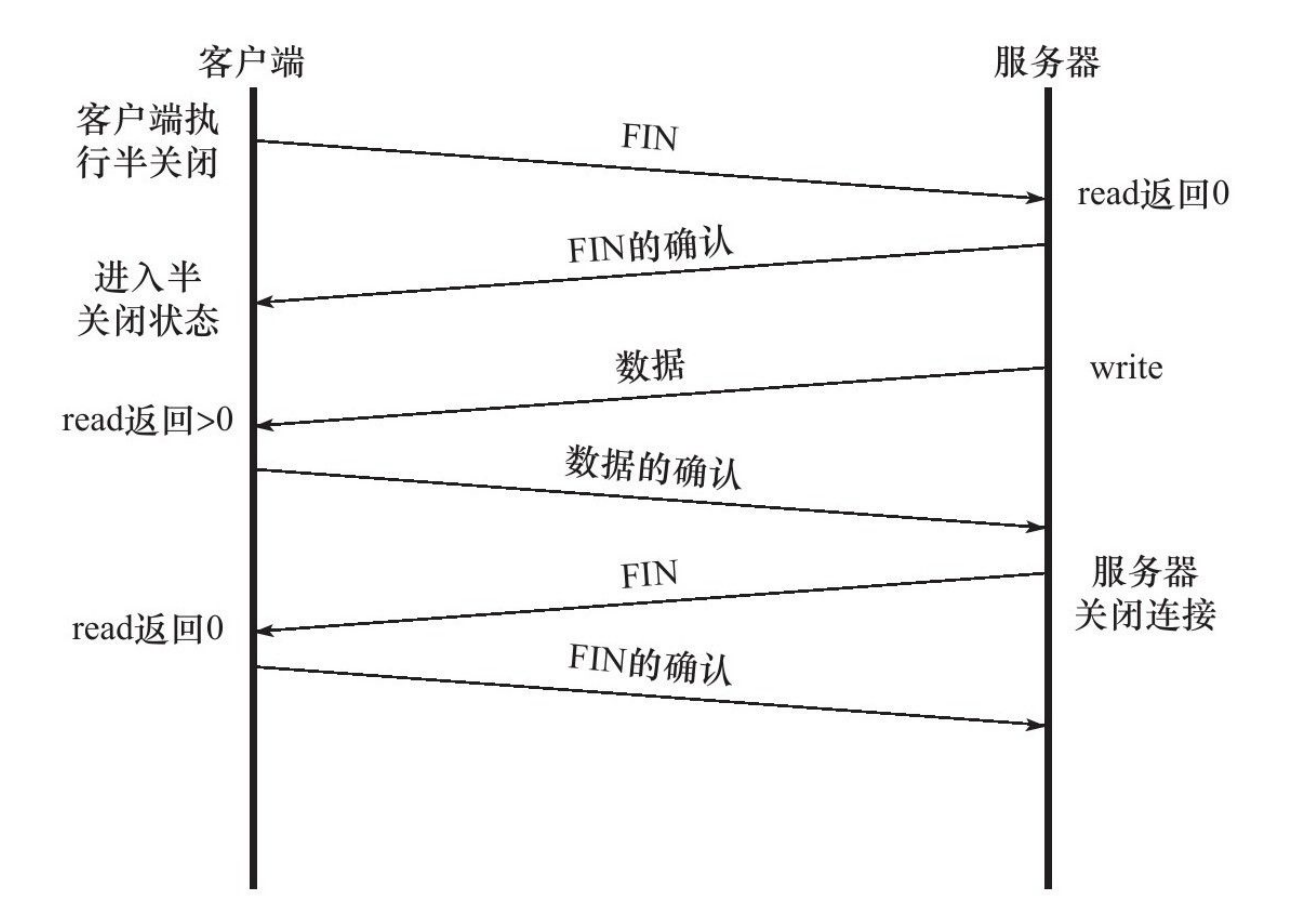 客户端
服务器
客户端执
行半关闭
FIN
read返回0
FIN的确认
进入半
关闭状态
数据
write
read返回>0
数据的确认
FIN
服务器
关闭连接
read返回0
FIN的确认